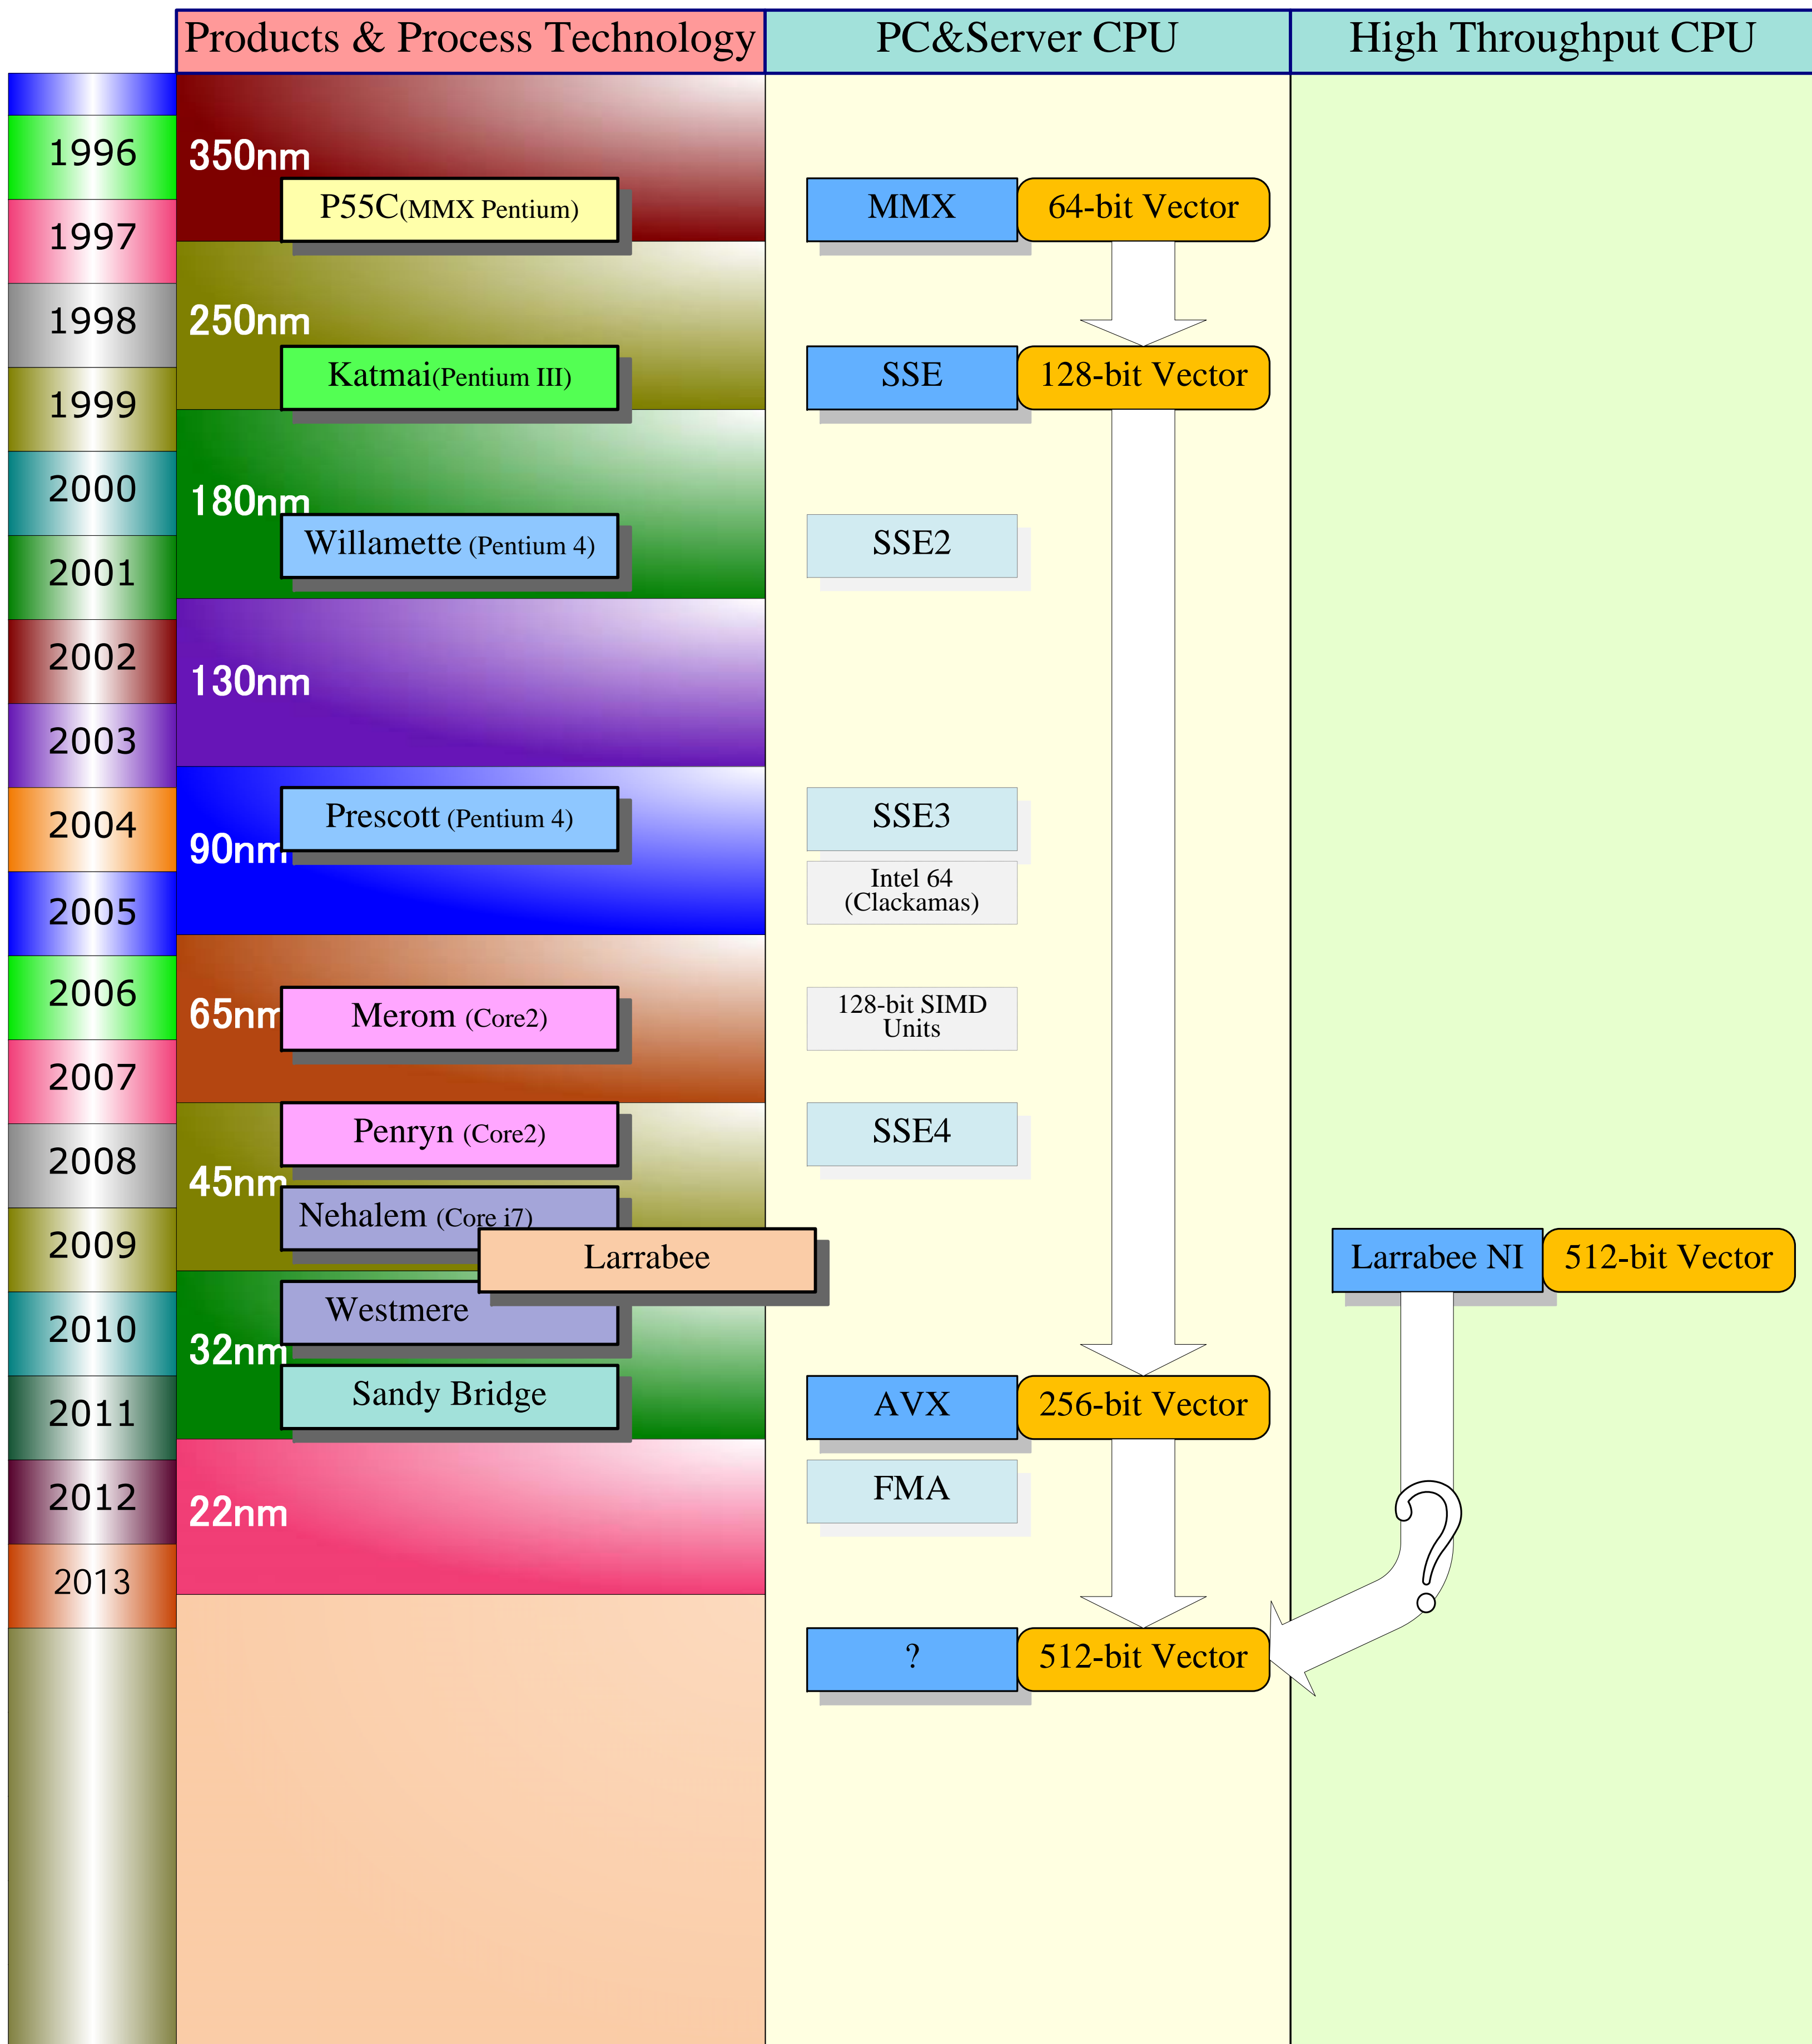 Products & Process Technology
PC&Server CPU
High Throughput CPU
1996
350nm
P55C(MMX Pentium)
MMX
64-bit Vector
1997
1998
250nm
Katmai(Pentium III)
SSE
128-bit Vector
1999
2000
180nm
Willamette (Pentium 4)
SSE2
2001
2002
130nm
2003
2004
90nm
Prescott (Pentium 4)
SSE3
Intel 64
(Clackamas)
2005
2006
65nm
Merom (Core2)
128-bit SIMD
Units
2007
Penryn (Core2)
SSE4
2008
45nm
Nehalem (Core i7)
2009
Larrabee
Larrabee NI
512-bit Vector
Westmere
2010
32nm
Sandy Bridge
2011
AVX
256-bit Vector
2012
22nm
FMA
?
2013
?
512-bit Vector